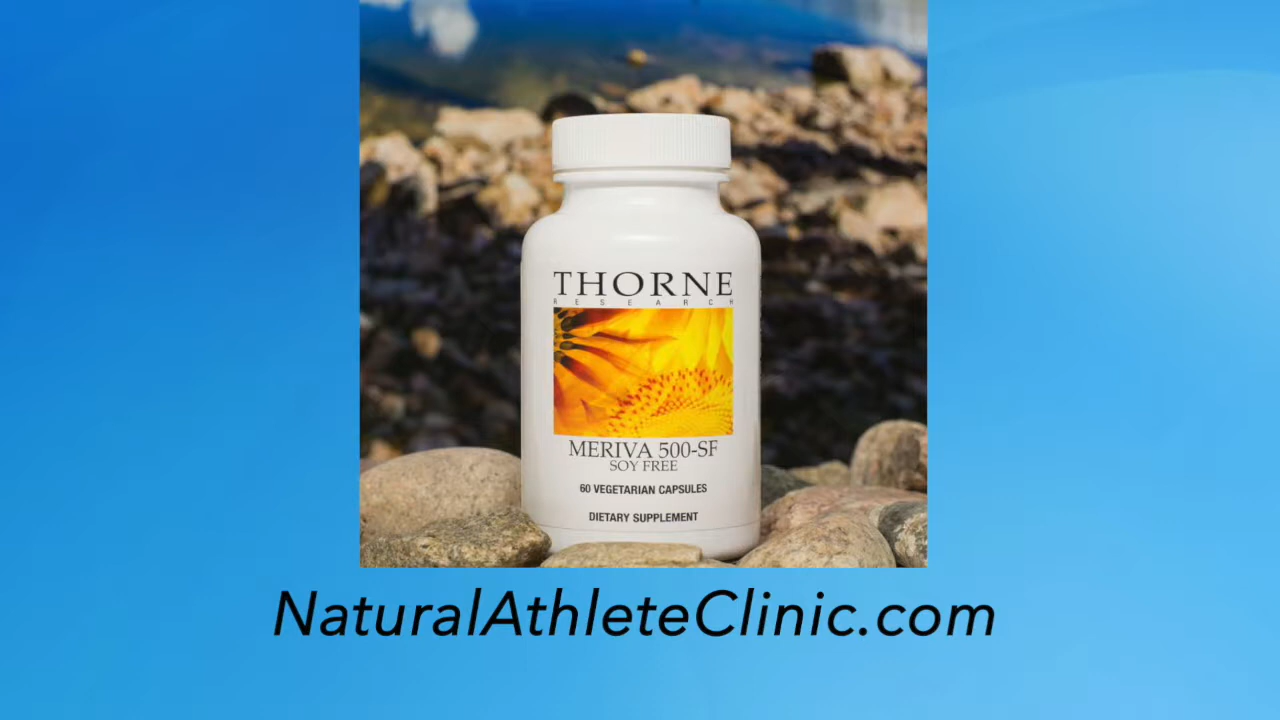 THORNE
RESEARCH
MERIVA 500-SF
SOY FREE
60 VEGETARIAN CAPSULES
DIETARY SUPPLEMENT
NaturalAthleteClinic.com